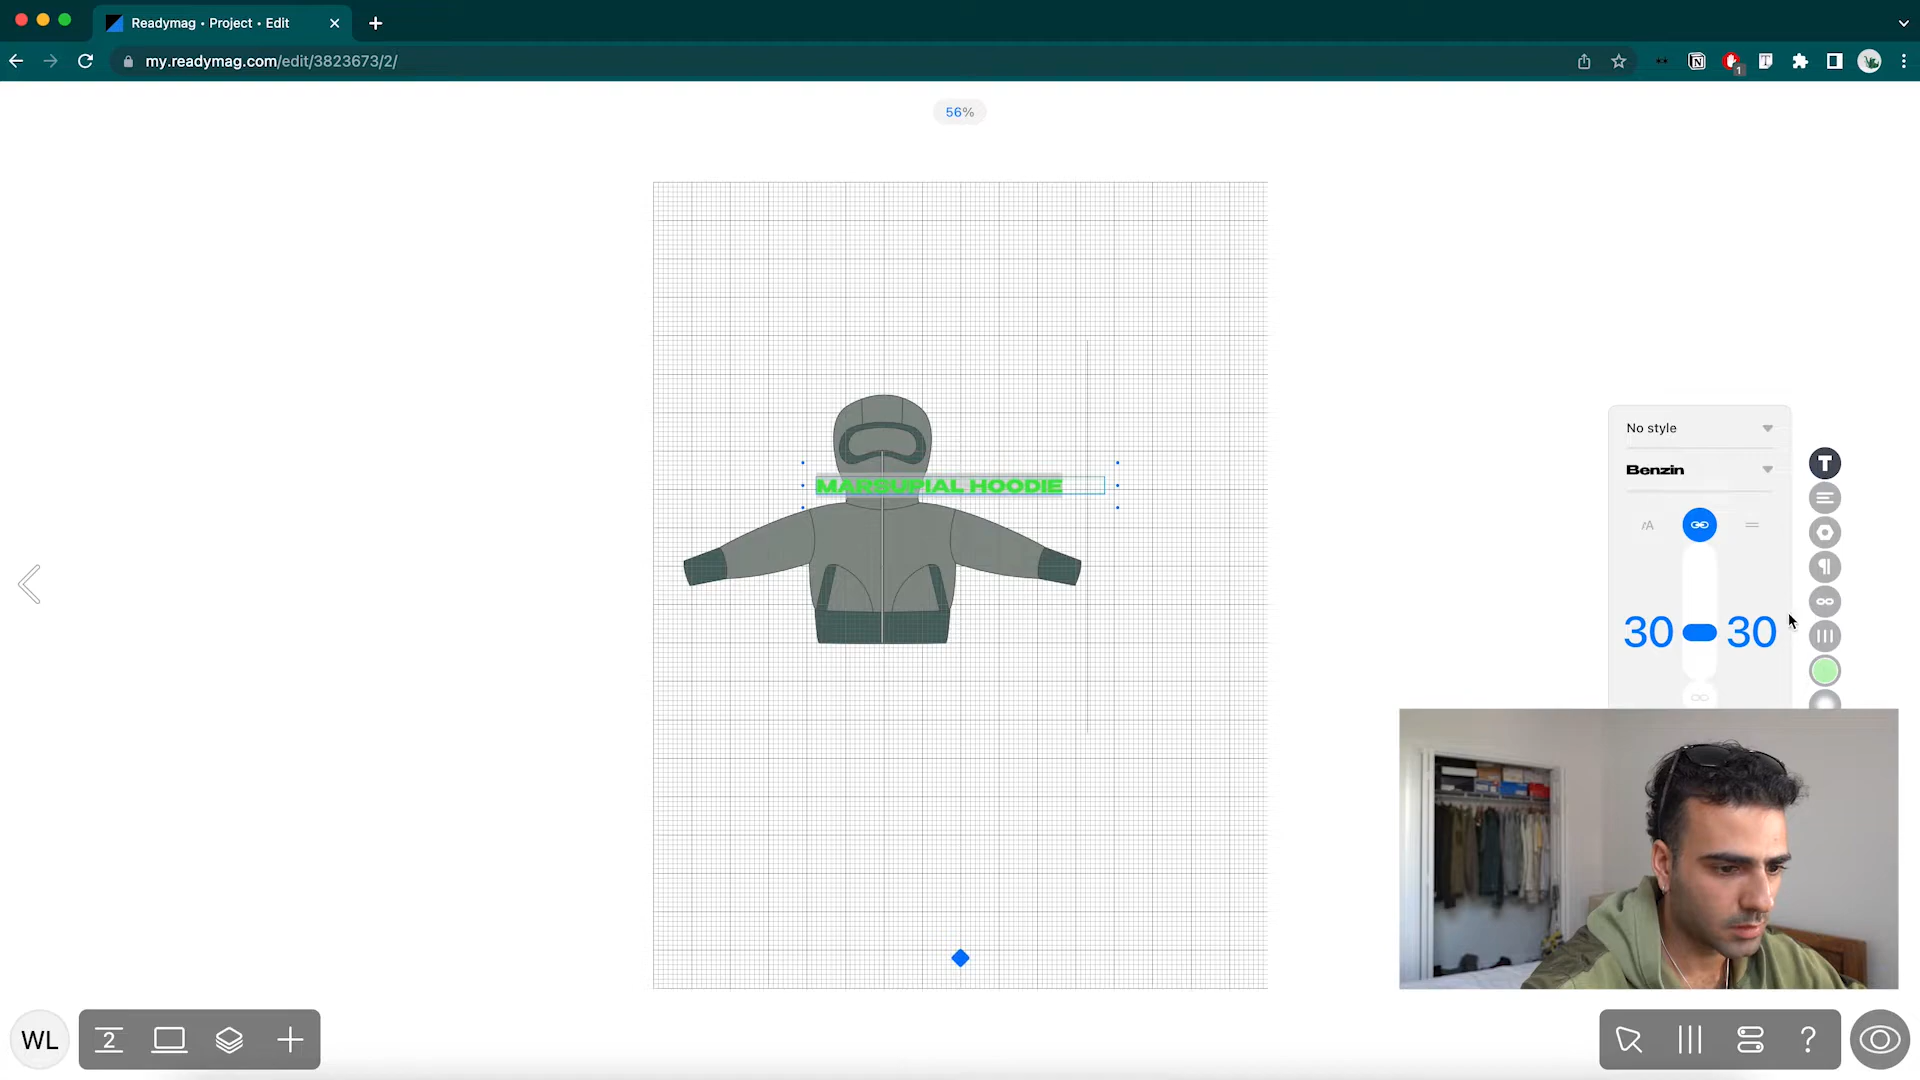 Readymag • Project • Edit
my.readymag.com/edit/3823673/2/
1
56%
No style
MARSUPIAL HOODIE
Benzin
30 30
WL
2
?